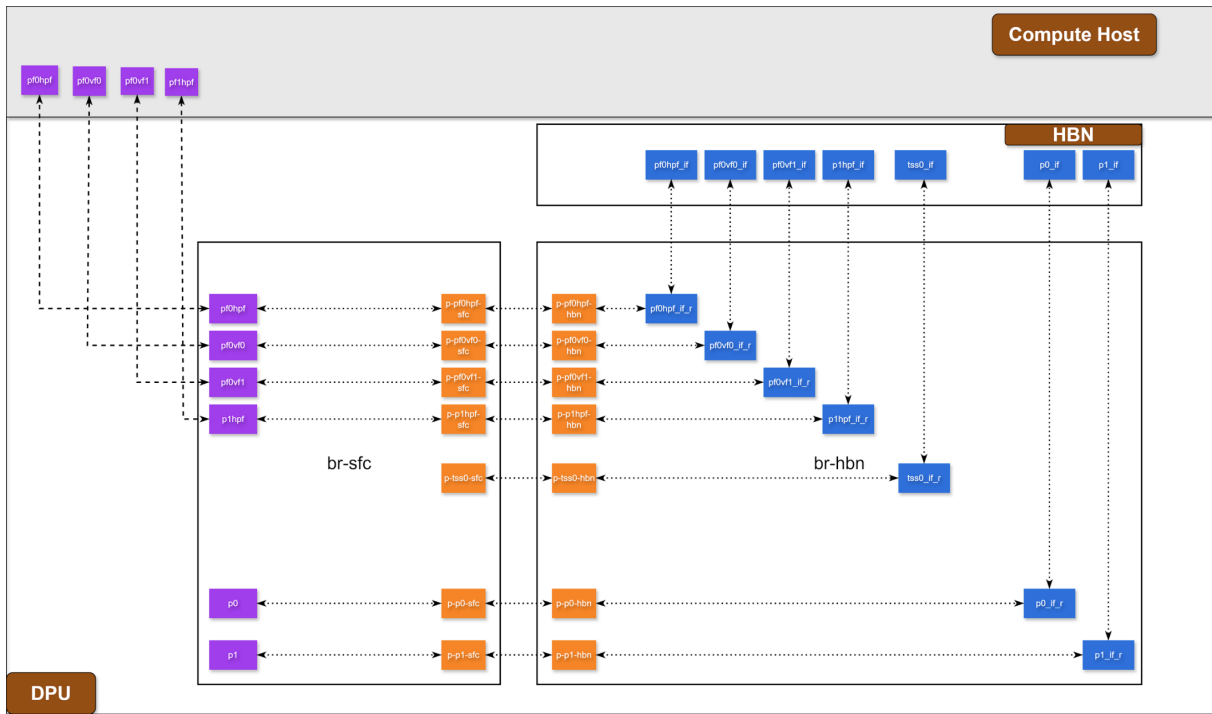 Compute Host
pf0hpf
pf0vf0
pf0vf1
pf1hpf
HBN
pf0hpf_if
pf0vf0_if
pf0vf1_if
p1hpf_if
tss0_if
p0_if
p1_if
pf0hpf
p-pf0hpf-
sfc
p-pf0hpf-
hbn
pf0hpf_if_r
pf0vf0
p-pf0vf0-
sfc
p-pf0vf0-
hbn
pf0vf0_if_r
pf0vf1
p-pf0vf1-
sfc
p-pf0vf1-
hbn
pf0vf1_if_r
p1hpf
p-p1hpf-
sfc
p-p1hpf-
hbn
p1hpf_if_r
br-sfc
br-hbn
p-tss0-sfc
p-tss0-hbn
tss0_if_r
p0
p-p0-sfc
p-p0-hbn
p0_if_r
p1
p-p1-sfc
p-p1-hbn
p1_if_r
DPU